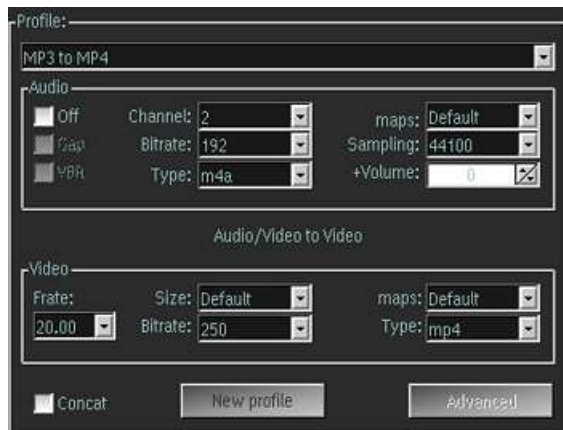 Profile:
MP3 to MP4
Audio
Off Channel: 2 maps: Default
Gap Bitrate: 192 Sampling: 44100
VBR Type: m4a +Volume: 0
Audio/Video to Video
Video
Frate: Size: Default maps: Default
20.00 Bitrate: 250 Type: mp4
Concat New profile Advanced